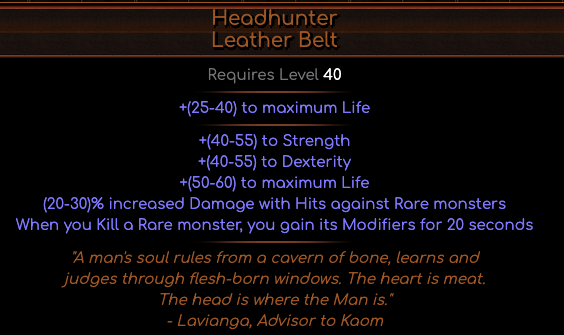 Headhunter
Leather Belt
Requires Level 40
+(25-40) to maximum Life
+(40-55) to Strength
+(40-55) to Dexterity
+(50-60) to maximum Life
(20-30)% increased Damage with Hits against Rare monsters
When you Kill a Rare monster, you gain its Modifiers for 20 seconds
"A man's soul rules from a cavern of bone, learns and
judges through flesh-born windows. The heart is meat.
The head is where the Man is."
- Lavianga, Advisor to Kaom